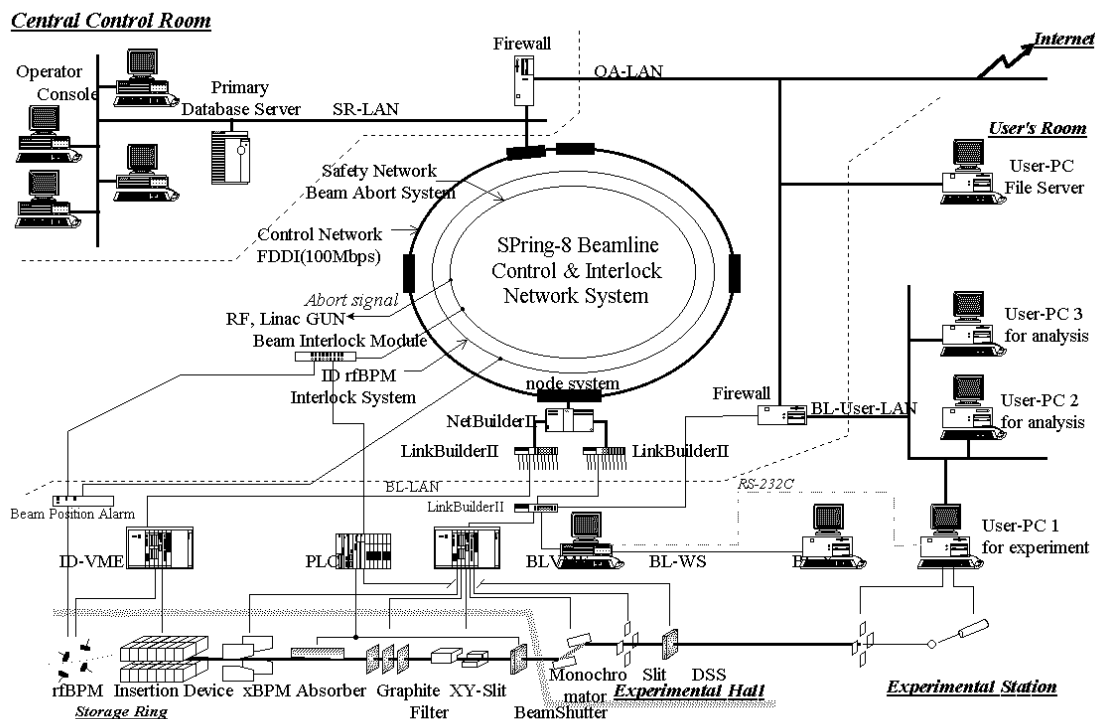 Central Control Room
Operator
Console
Primary
Database Server
SR-LAN
Firewall
OA-LAN
Internet
User's Room
User-PC
File Server
Safety Network
Beam Abort System
Control Network
FDDI(100Mbps)
SPring-8 Beamline
Control & Interlock
Network System
Abort signal
RF, Linac GUN
Beam Interlock Module
ID rfBPM
Interlock System
node system
NetBuilderII
LinkBuilderII
LinkBuilderII
Firewall
BL-User-LAN
User-PC 3
for analysis
User-PC 2
for analysis
BL-LAN
RS-232C
Beam Position Alarm
LinkBuilderII
User-PC 1
for experiment
ID-VME
PLC
BL-WS
rfBPM
Insertion Device
xBPM
Absorber
Graphite
Filter
XY-Slit
BeamShutter
Monochro
mator
Slit
DSS
Storage Ring
Experimental Hall
Experimental Station